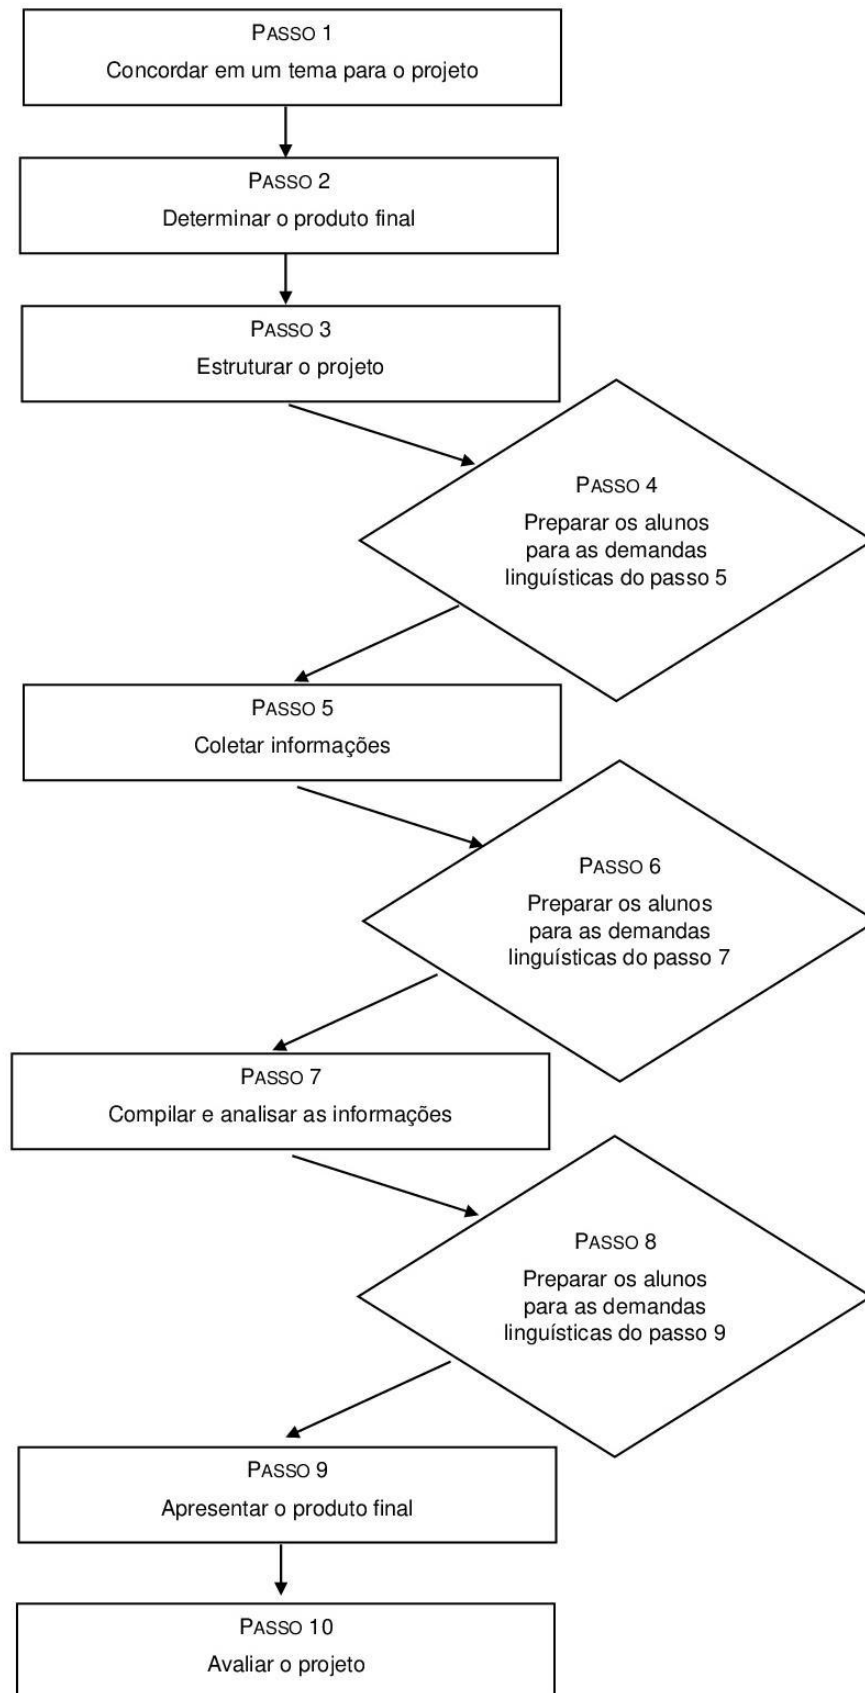 PASSO 1
Concordar em um tema para o projeto
PASSO 2
Determinar o produto final
PASSO 3
Estruturar o projeto
PASSO 4
Preparar os alunos
para as demandas
linguísticas do passo 5
PASSO 5
Coletar informações
PASSO 6
Preparar os alunos
para as demandas
linguísticas do passo 7
PASSO 7
Compilar e analisar as informações
PASSO 8
Preparar os alunos
para as demandas
linguísticas do passo 9
PASSO 9
Apresentar o produto final
PASSO 10
Avaliar o projeto